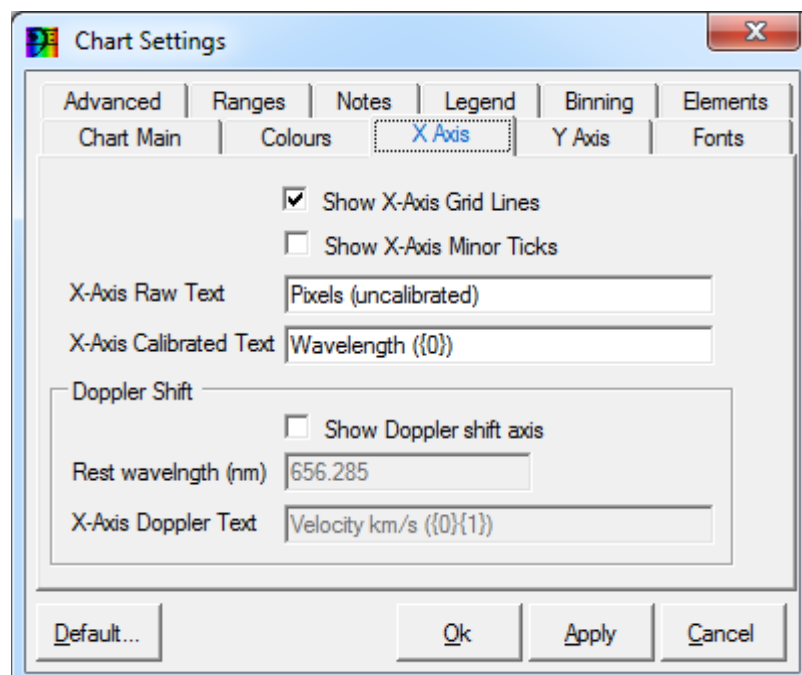 Chart Settings
Advanced Ranges Notes Legend Binning Elements
Chart Main Colours X Axis Y Axis Fonts
Show X-Axis Grid Lines
Show X-Axis Minor Ticks
X-Axis Raw Text Pixels (uncalibrated)
X-Axis Calibrated Text Wavelength ({0})
Doppler Shift
Show Doppler shift axis
Rest wavelngth (nm) 656.285
X-Axis Doppler Text Velocity km/s ({0}{1})
Default... Ok Apply Cancel